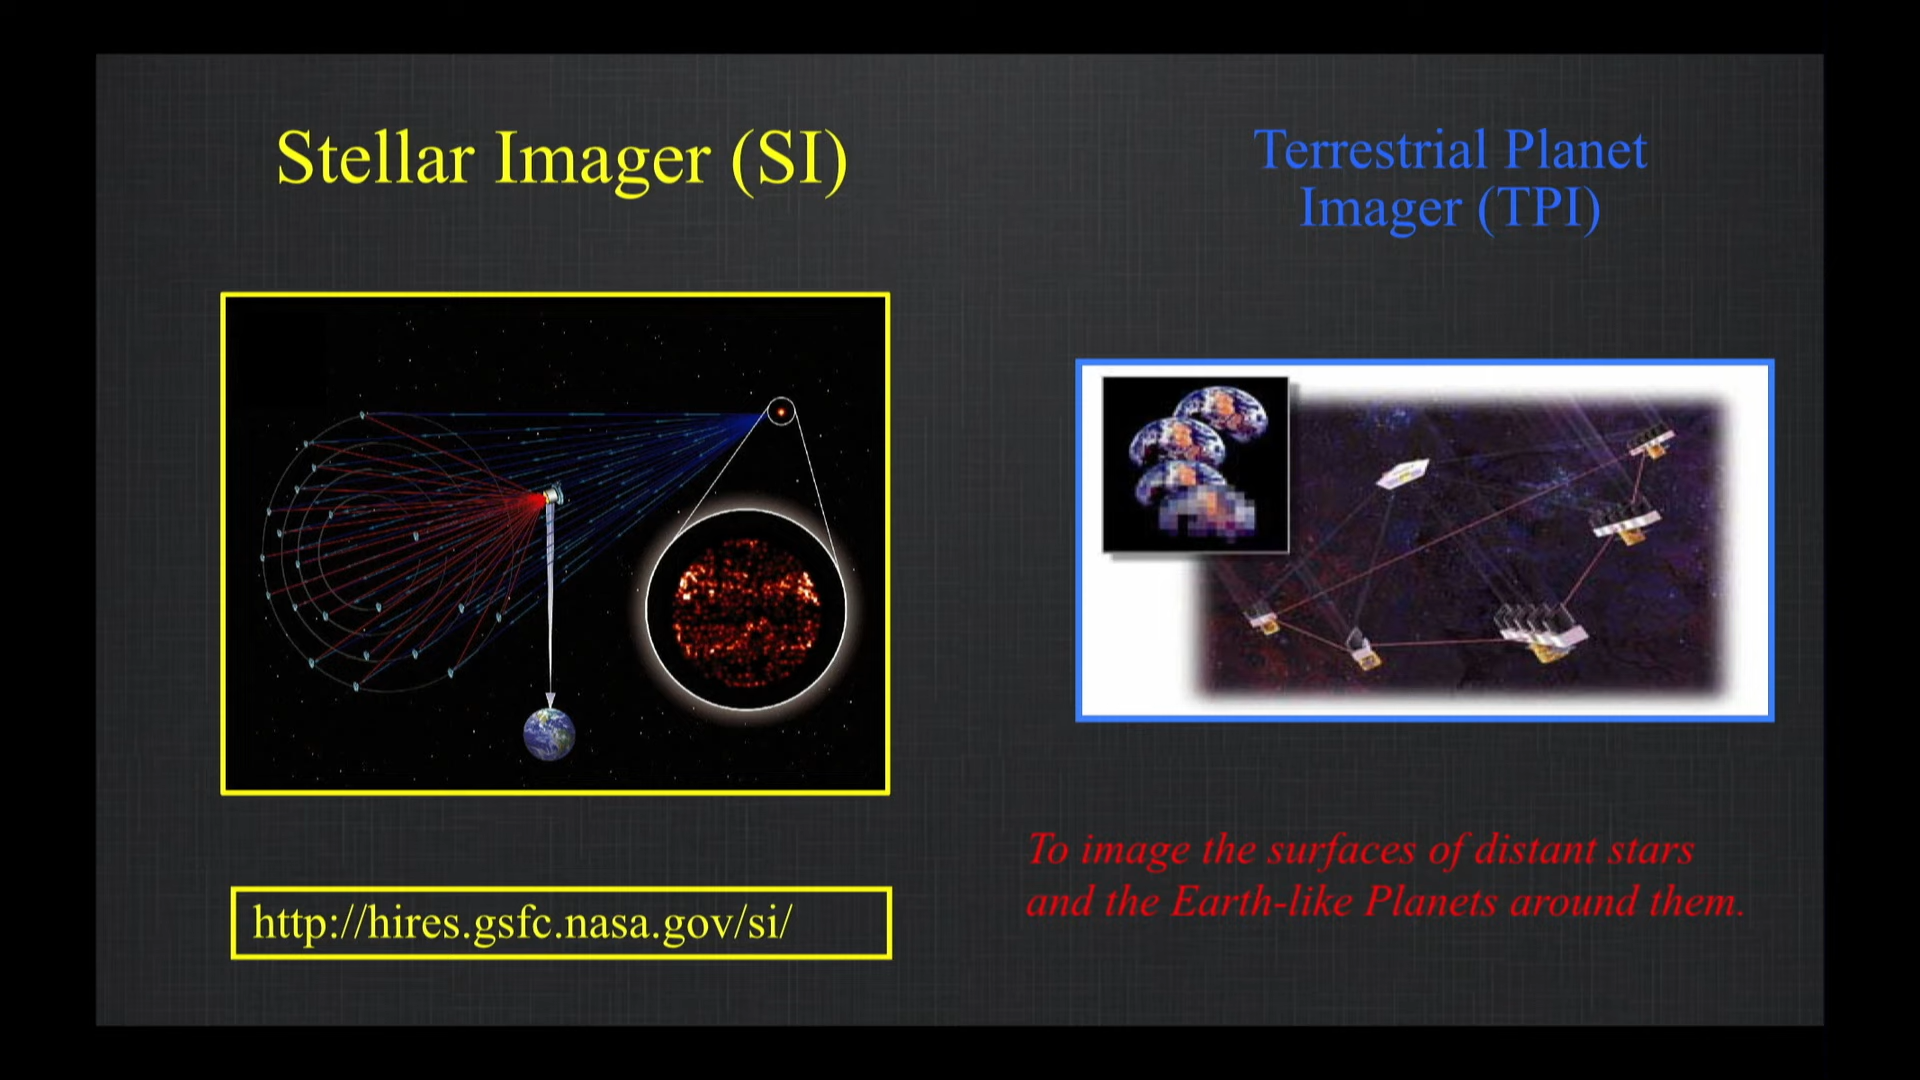 Stellar Imager (SI)
Terrestrial Planet
Imager (TPI)
http://hires.gsfc.nasa.gov/si/
To image the surfaces of distant stars
and the Earth-like Planets around them.